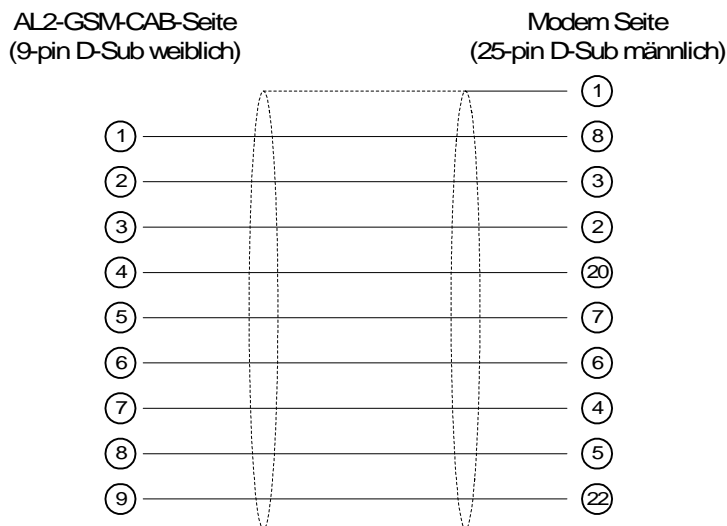 AL2-GSM-CAB-Seite
(9-pin D-Sub weiblich)
Modem Seite
(25-pin D-Sub männlich)
1
1 8
2 3
3 2
4 20
5 7
6 6
7 4
8 5
9 22